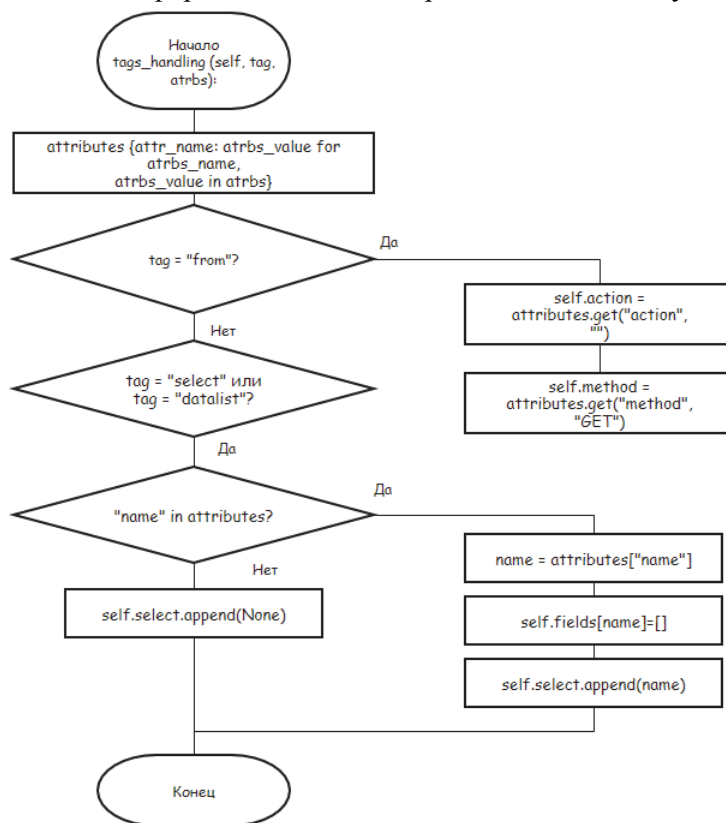 Начало
tags_handling (self, tag,
atrbs):
attributes {attr_name: atrbs_value for
atrbs_name,
atrbs_value in atrbs}
tag = "from"?
Да
self.action =
attributes.get("action",
"")
Нет
self.method =
attributes.get("method",
"GET")
tag = "select" или
tag = "datalist"?
Да
"name" in attributes?
Да
name = attributes["name"]
Нет
self.select.append(None)
self.fields[name]=[]
self.select.append(name)
Конец